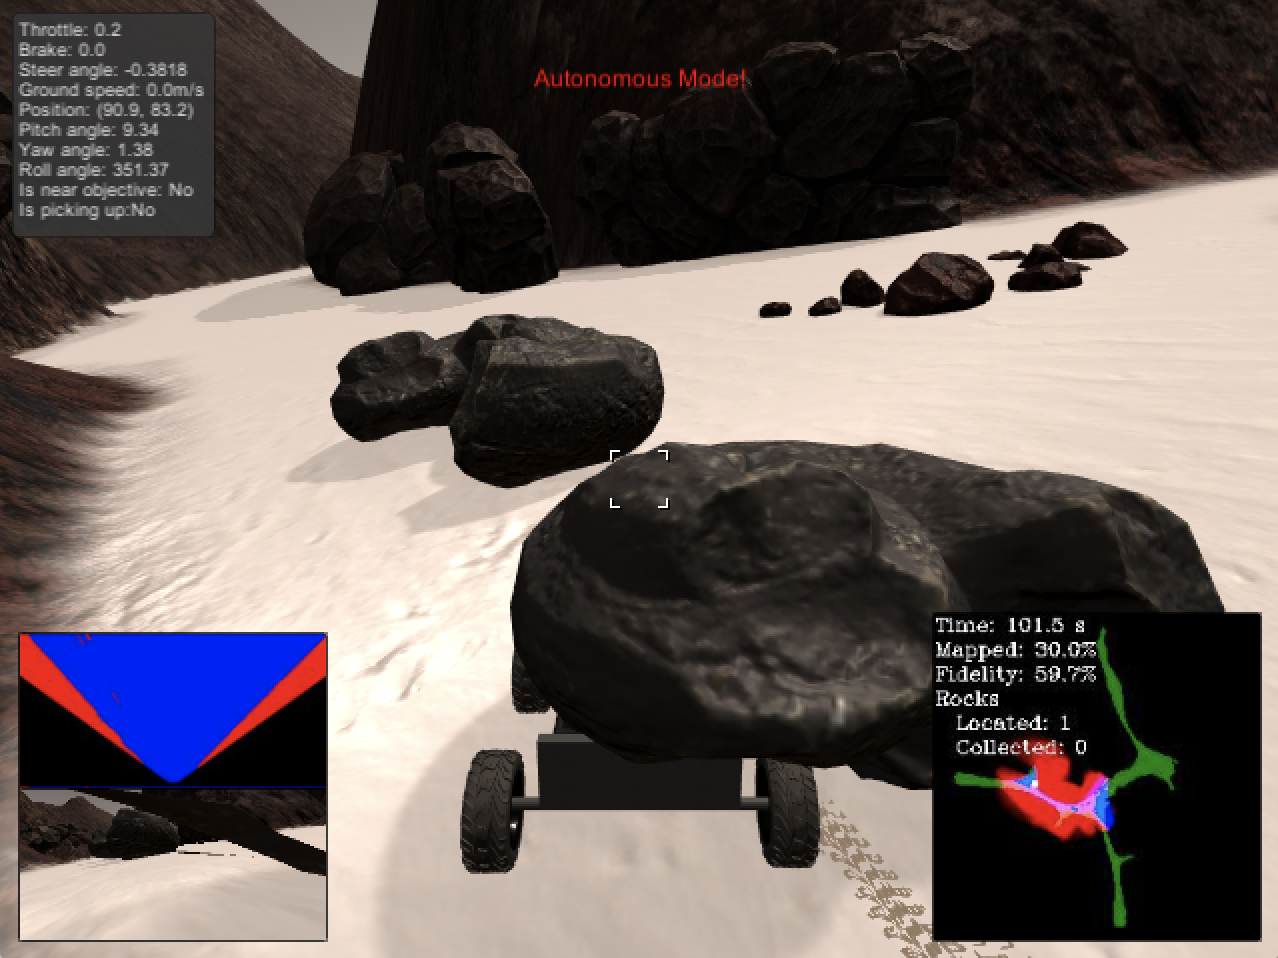 Throttle: 0.2
Brake: 0.0
Steer angle: -0.3818
Ground speed: 0.0m/s
Position: (90.9, 83.2)
Pitch angle: 9.34
Yaw angle: 1.38
Roll angle: 351.37
Is near objective: No
Is picking up:No
Autonomous Mode!
Time: 101.5 s
Mapped: 30.0%
Fidelity: 59.7%
Rocks
Located: 1
Collected: 0